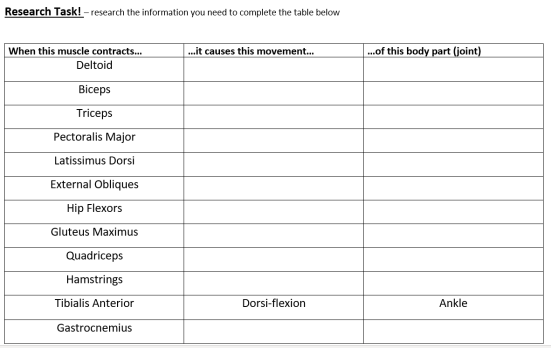 Research Task! – research the information you need to complete the table below
When this muscle contracts... ...it causes this movement... ...of this body part (joint)
Deltoid
Biceps
Triceps
Pectoralis Major
Latissimus Dorsi
External Obliques
Hip Flexors
Gluteus Maximus
Quadriceps
Hamstrings
Tibialis Anterior Dorsi-flexion Ankle
Gastrocnemius